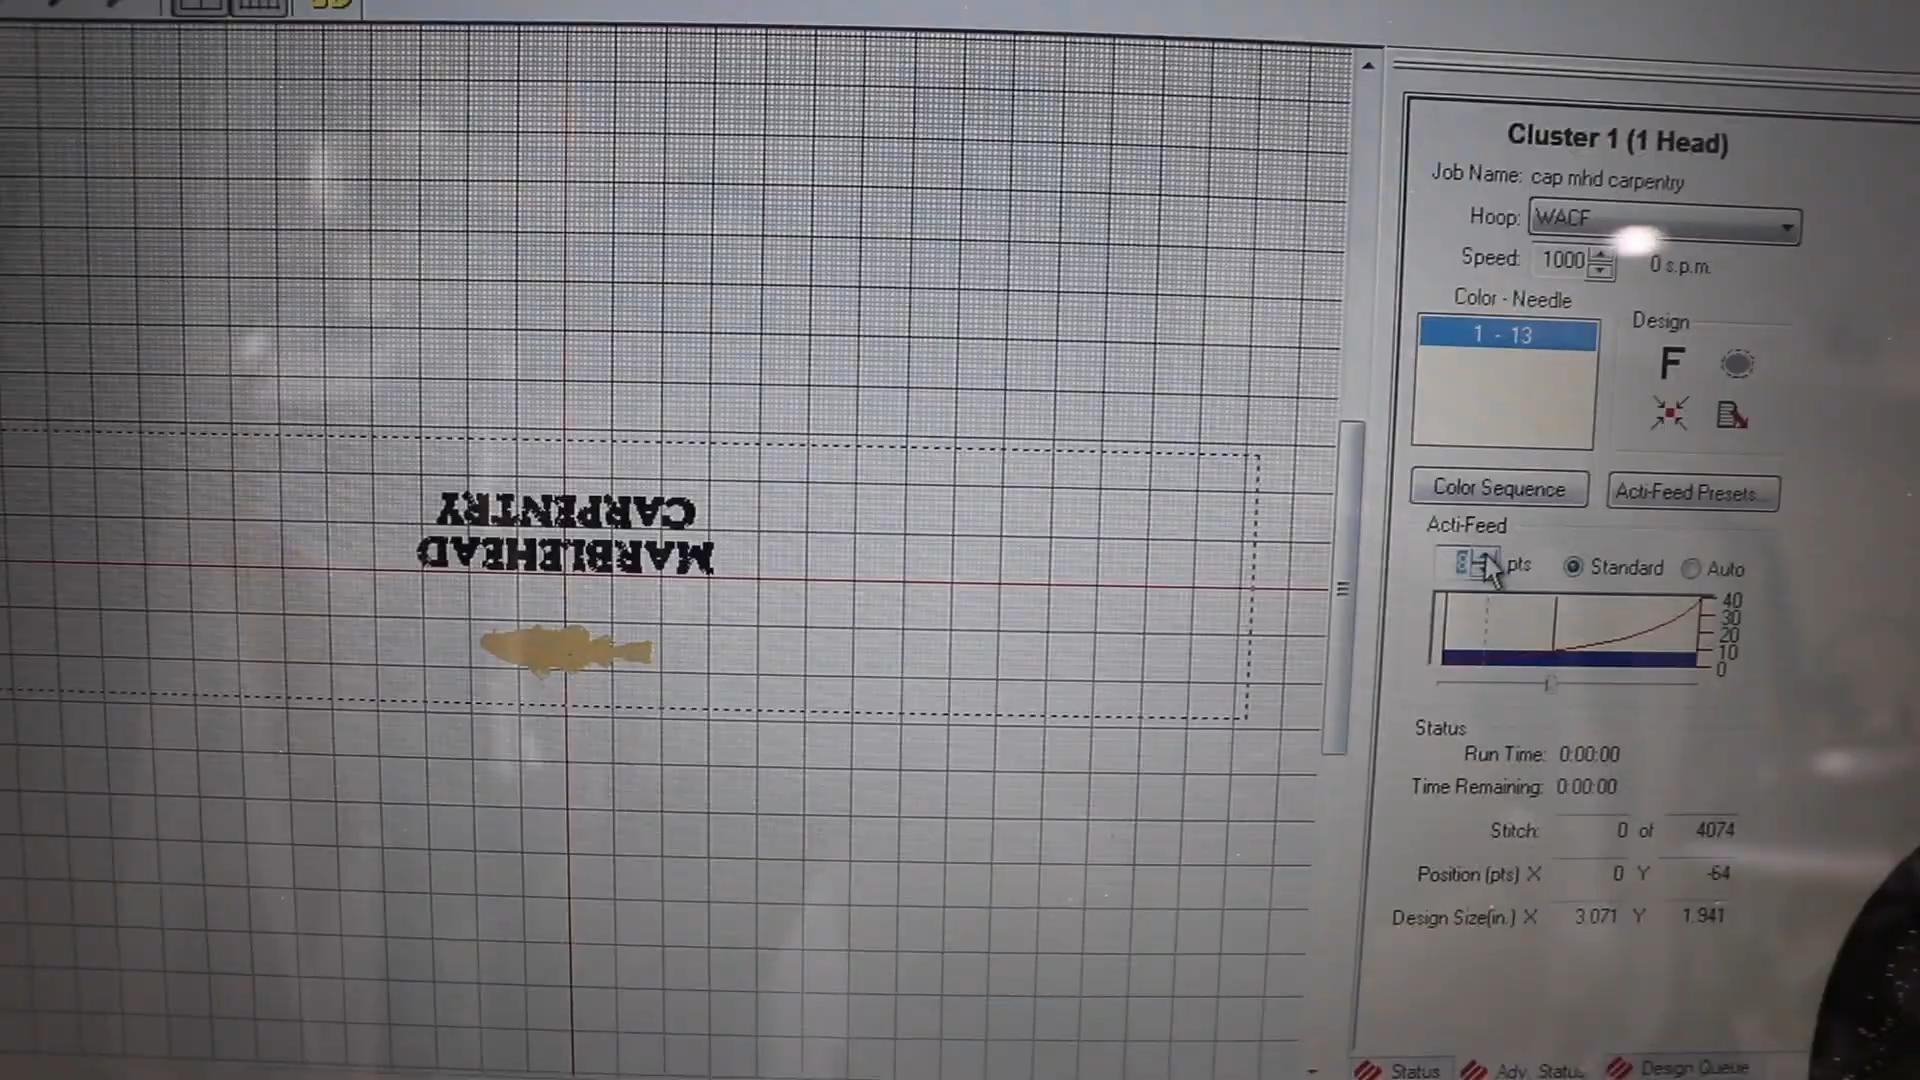 CARPENTRY
MARBLEHEAD
Cluster 1 (1 Head)
Job Name: cap mhd carpentry
Hoop: WACF
Speed: 1000 0 s.p.m.
Color - Needle
1 - 13
Design
F
Color Sequence
Acti-Feed Presets...
Acti-Feed
8 pts Standard Auto
40
30
20
10
0
Status
Run Time: 0:00:00
Time Remaining: 0:00:00
Stitch: 0 of 4074
Position (pts) X 0 Y -64
Design Size(in.) X 3.071 Y 1.941
Status Adv. Status Design Queue